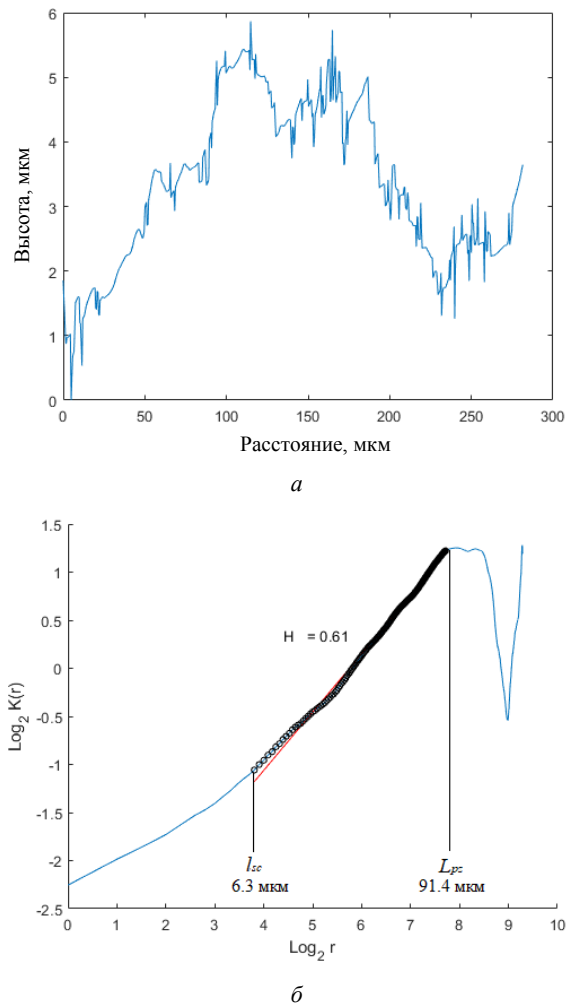 6
5
4
3
2
1
0
Высота, мкм
0 50 100 150 200 250 300
Расстояние, мкм
а
1.5
1
0.5
0
-0.5
-1
-1.5
-2
-2.5
Log2 K(r)
H = 0.61
lsc
6.3 мкм
Lpz
91.4 мкм
0 1 2 3 4 5 6 7 8 9 10
Log2 r
б